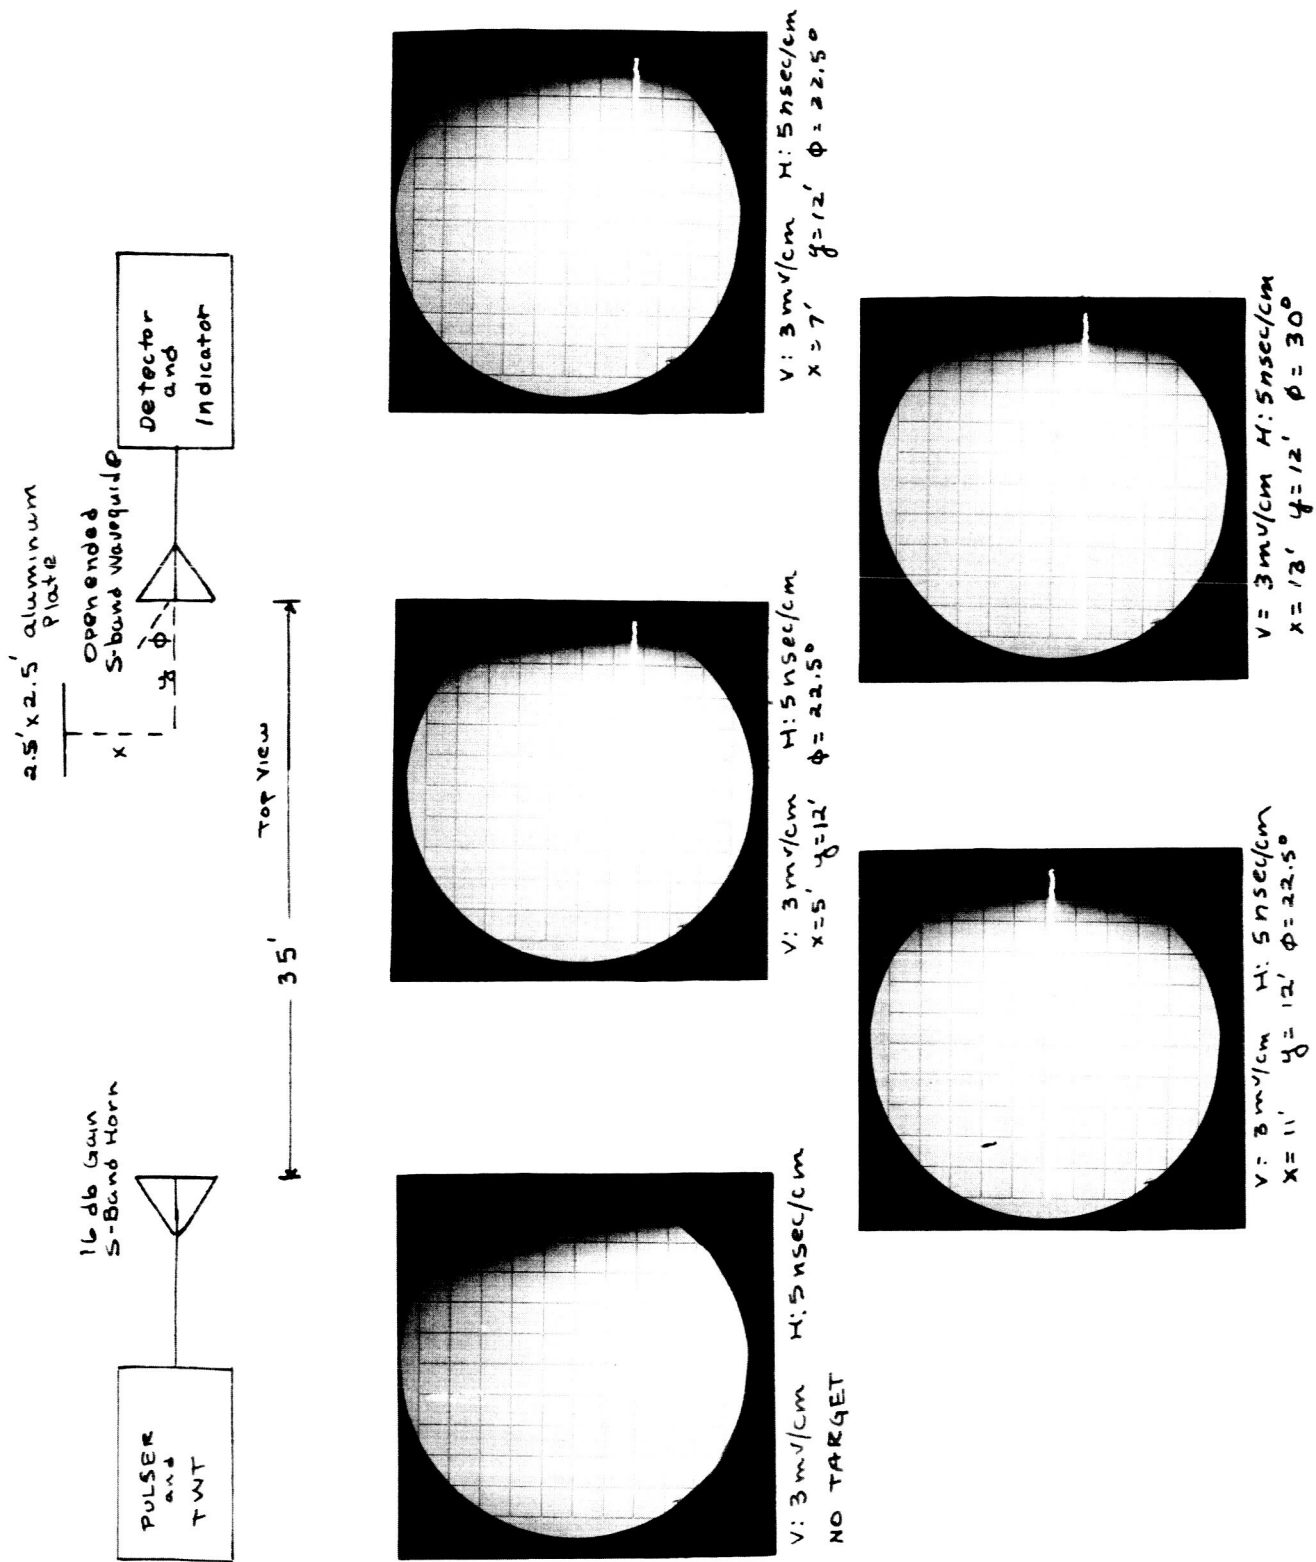 PULSER
and
TWT
16 db Gain
S-Band Horn
35'
Top View
2.5' x 2.5' aluminum
Plate
x
y
φ
Openended
S-band Waveguide
Detector
and
Indicator
V: 3 mv/cm H: 5 nsec/cm
NO TARGET
V: 3 mv/cm H: 5 nsec/cm
x=5' y=12' φ= 22.5°
V: 3 mv/cm H: 5 nsec/cm
x=7' y=12' φ= 22.5°
V: 3 mv/cm H: 5 nsec/cm
x=11' y=12' φ=22.5°
V= 3 mv/cm H: 5 nsec/cm
x=13' y=12' φ= 30°